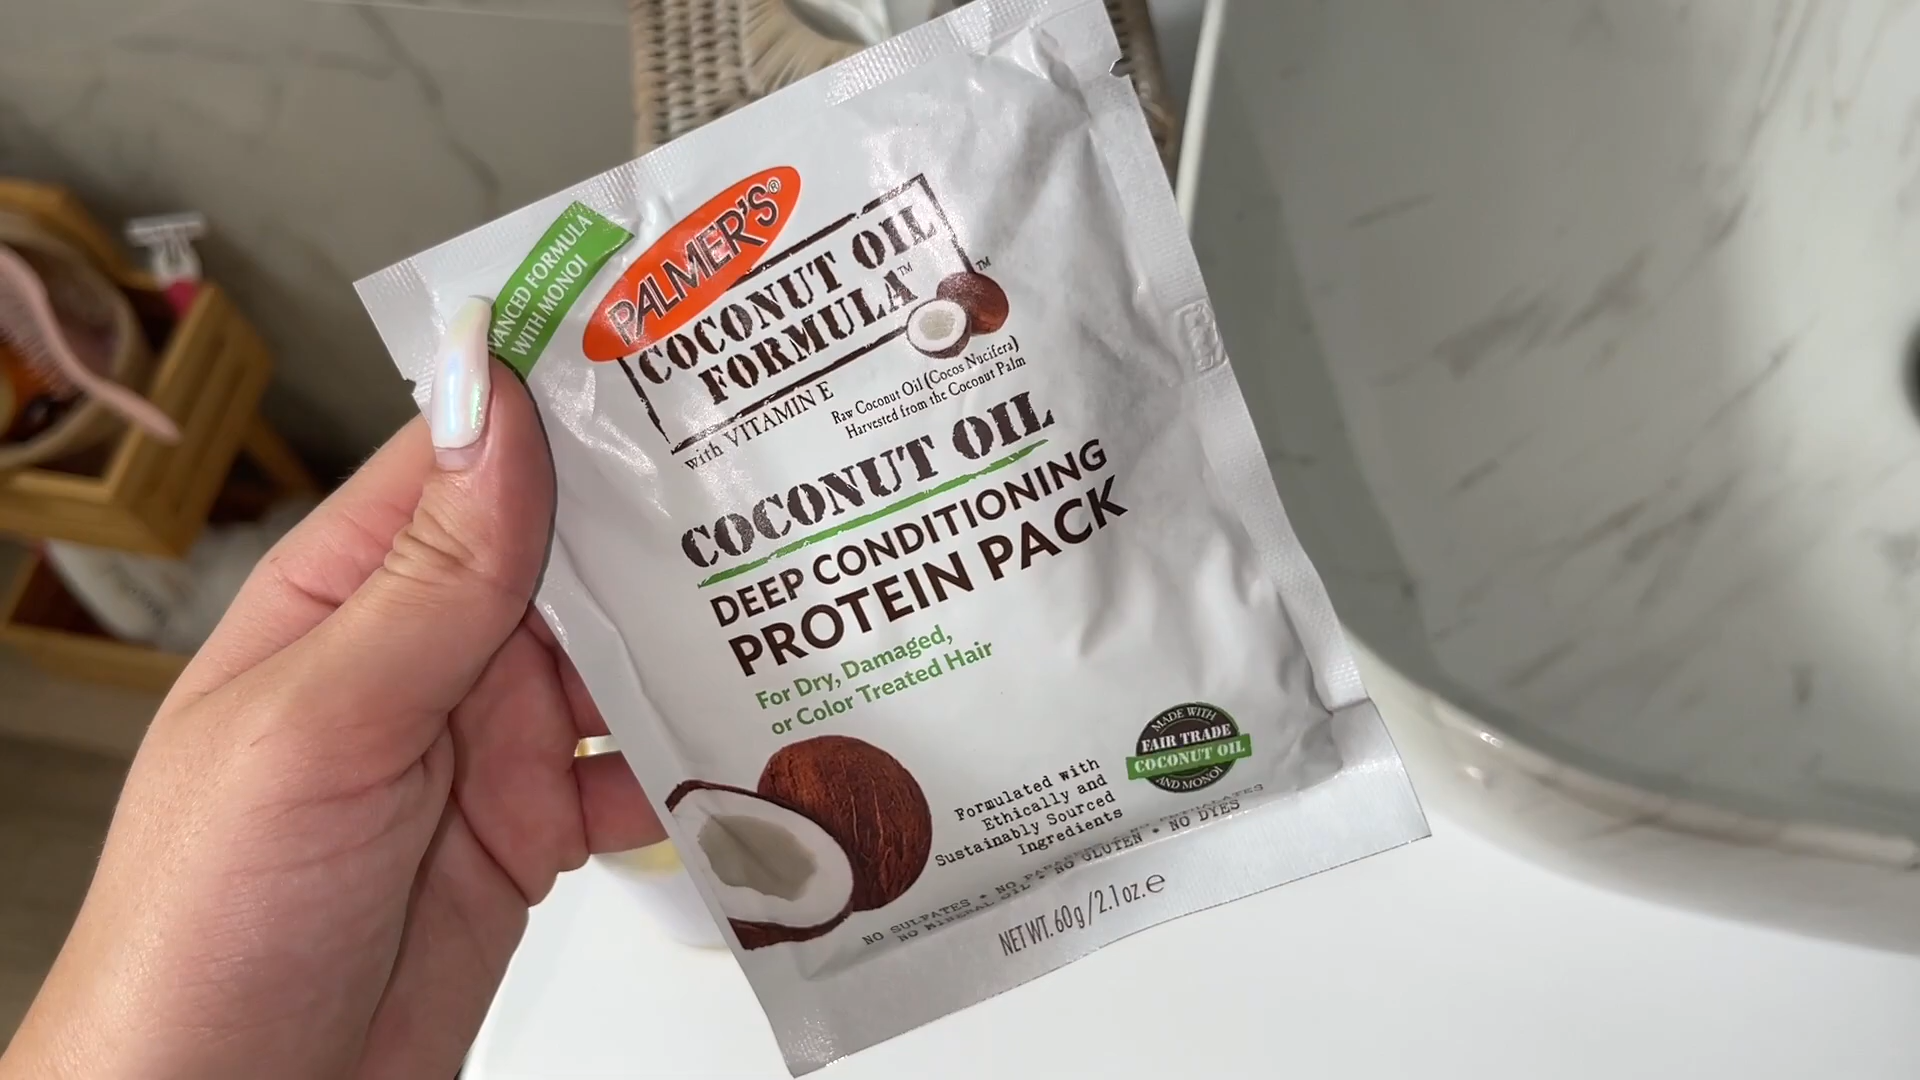 VANCED FORMULA
WITH MONOI
PALMER'S®
COCONUT OIL
FORMULA™
with VITAMIN E
™
Raw Coconut Oil (Cocos Nucifera)
Harvested from the Coconut Palm
COCONUT OIL
DEEP CONDITIONING
PROTEIN PACK
For Dry, Damaged,
or Color Treated Hair
MADE WITH
FAIR TRADE
COCONUT OIL
AND MONOI
Formulated with
Ethically and
Sustainably Sourced
Ingredients
NO SULFATES • NO PARABENS • NO PHTHALATES
NO MINERAL OIL • NO GLUTEN • NO DYES
NET WT. 60g/2.1oz.℮